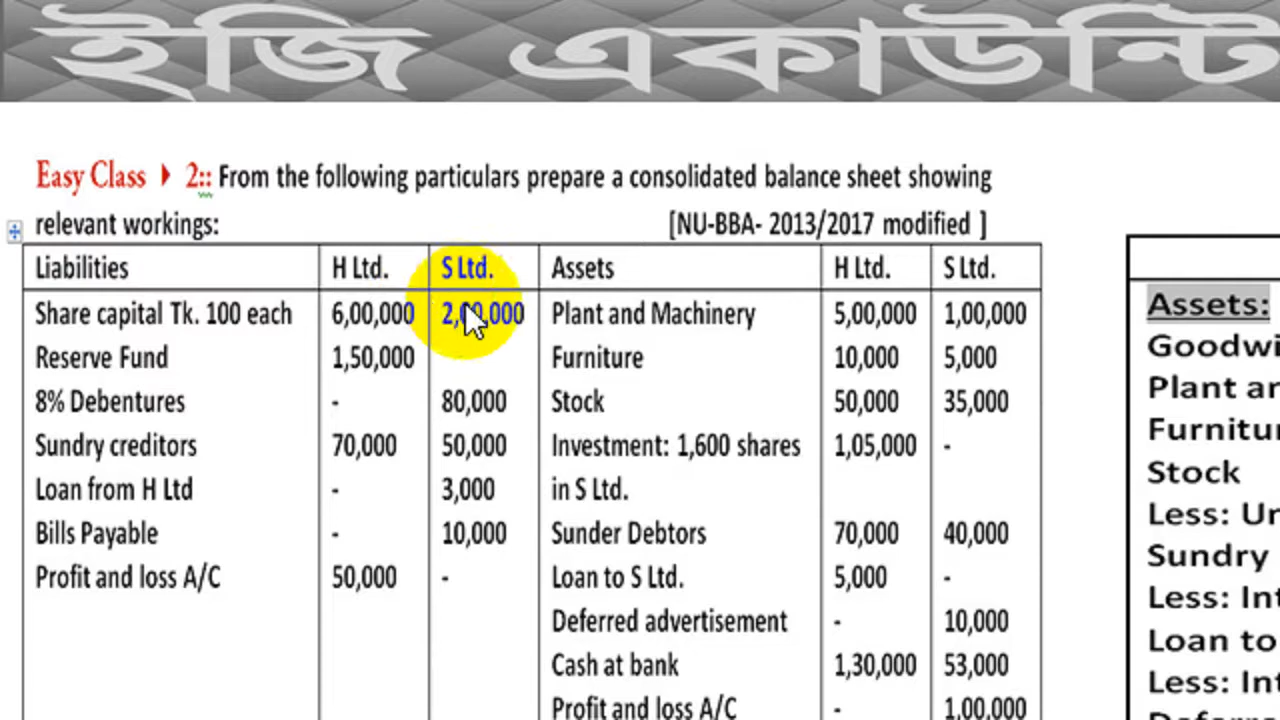 ইজি একাউন্টি
Easy Class 2:: From the following particulars prepare a consolidated balance sheet showing
relevant workings: [NU-BBA- 2013/2017 modified ]
Liabilities H Ltd. S Ltd. Assets H Ltd. S Ltd.
Share capital Tk. 100 each 6,00,000 2,00,000 Plant and Machinery 5,00,000 1,00,000
Reserve Fund 1,50,000 Furniture 10,000 5,000
8% Debentures - 80,000 Stock 50,000 35,000
Sundry creditors 70,000 50,000 Investment: 1,600 shares 1,05,000 -
Loan from H Ltd - 3,000 in S Ltd.
Bills Payable - 10,000 Sunder Debtors 70,000 40,000
Profit and loss A/C 50,000 - Loan to S Ltd. 5,000 -
Deferred advertisement - 10,000
Cash at bank 1,30,000 53,000
Profit and loss A/C - 1,00,000
Assets:
Goodwi
Plant ar
Furnitu
Stock
Less: Ur
Sundry
Less: Int
Loan to
Less: Int